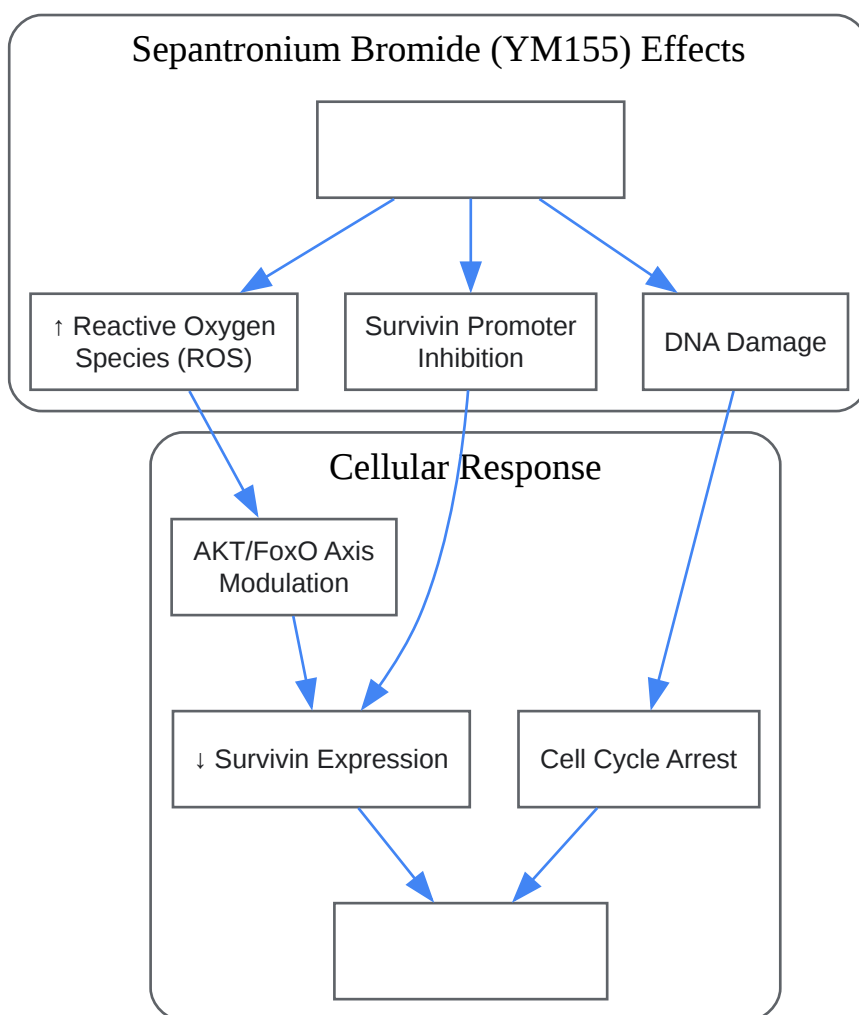 Sepantronium Bromide (YM155) Effects
↑ Reactive Oxygen
Species (ROS)
Survivin Promoter
Inhibition
DNA Damage
Cellular Response
AKT/FoxO Axis
Modulation
↓ Survivin Expression
Cell Cycle Arrest